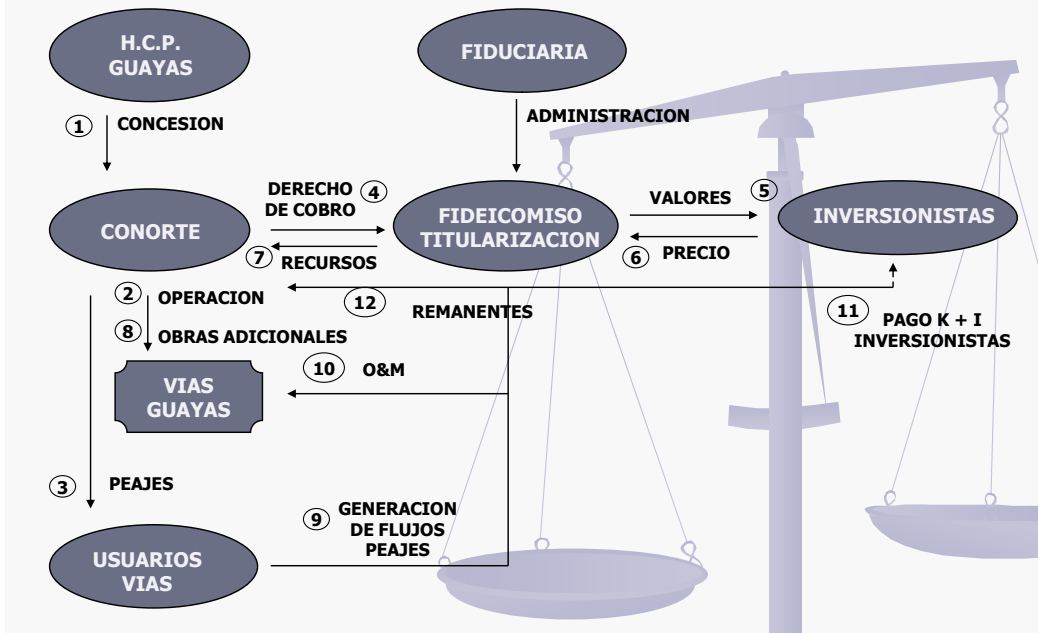 H.C.P.
GUAYAS
FIDUCIARIA
1 CONCESION
ADMINISTRACION
DERECHO
DE COBRO
4
VALORES
5
CONORTE
FIDEICOMISO
TITULARIZACION
INVERSIONISTAS
7 RECURSOS
6 PRECIO
2 OPERACION
12 REMANENTES
11 PAGO K + I
INVERSIONISTAS
8 OBRAS ADICIONALES
10 O&M
VIAS
GUAYAS
3 PEAJES
9 GENERACION
DE FLUJOS
PEAJES
USUARIOS
VIAS